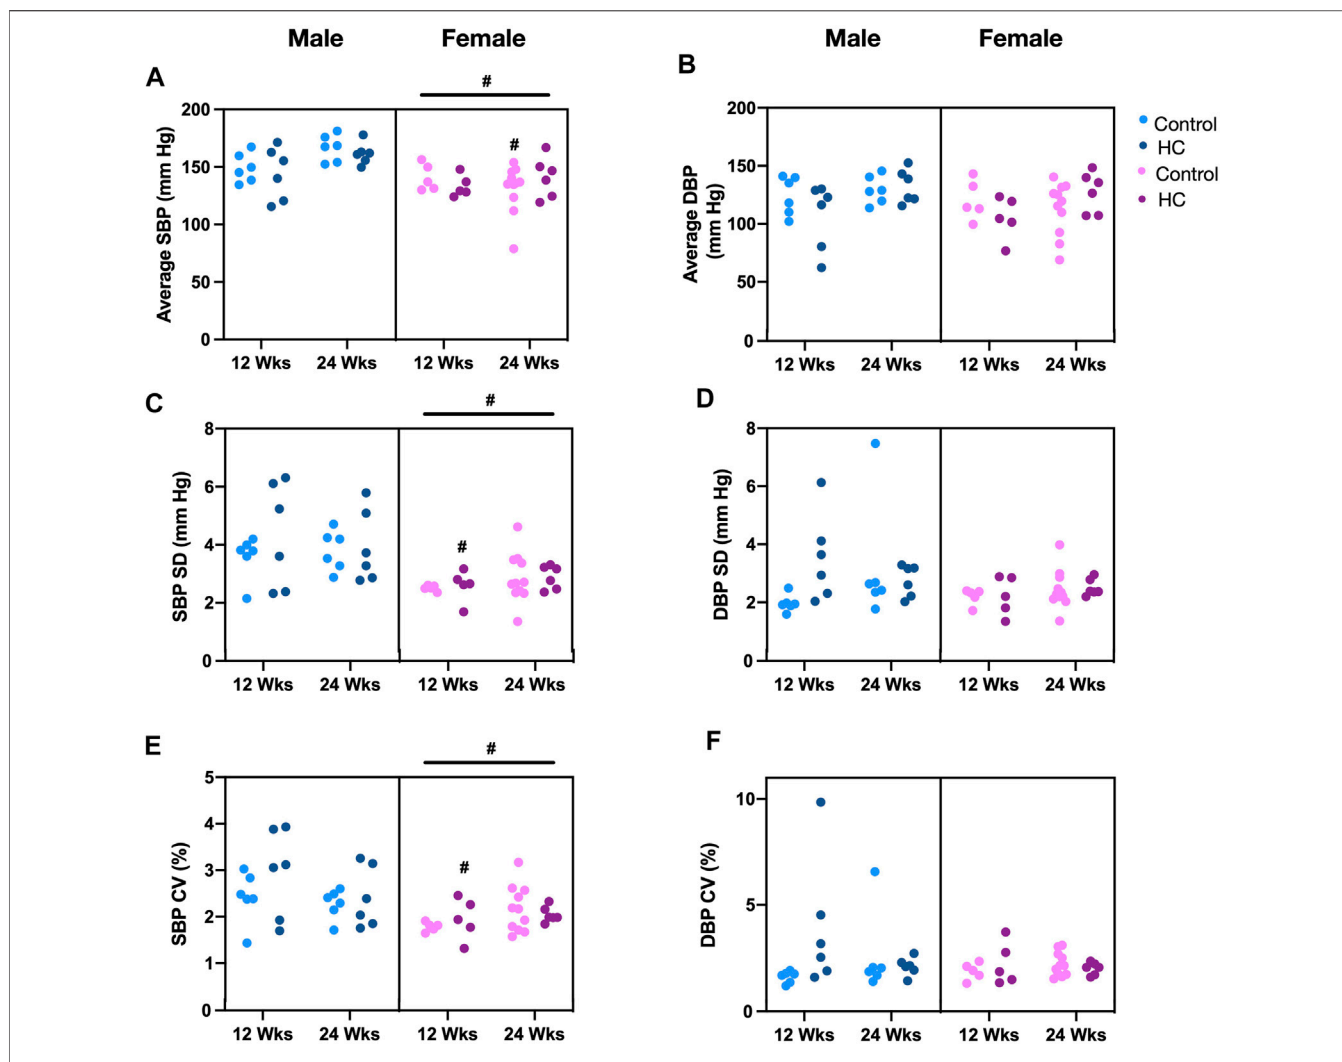 Male Female Male Female
A
#
Average SBP (mm Hg)
200
150
100
50
0
#
12 Wks 24 Wks 12 Wks 24 Wks
B
Average DBP
(mm Hg)
200
150
100
50
0
12 Wks 24 Wks 12 Wks 24 Wks
Control
HC
Control
HC
C
#
SBP SD (mm Hg)
8
6
4
2
0
#
12 Wks 24 Wks 12 Wks 24 Wks
D
DBP SD (mm Hg)
8
6
4
2
0
12 Wks 24 Wks 12 Wks 24 Wks
E
#
SBP CV (%)
5
4
3
2
1
0
#
12 Wks 24 Wks 12 Wks 24 Wks
F
DBP CV (%)
10
5
0
12 Wks 24 Wks 12 Wks 24 Wks